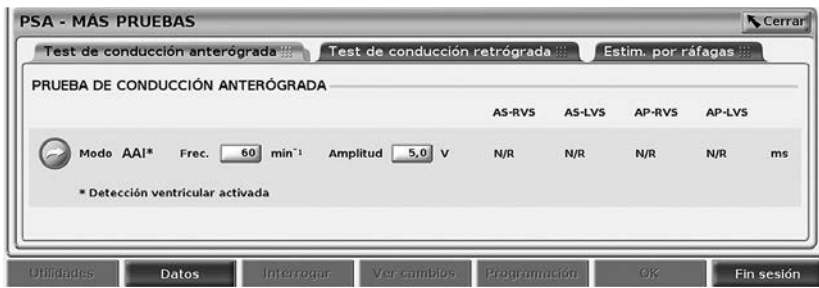 PSA - MÁS PRUEBAS Cerrar
Test de conducción anterógrada Test de conducción retrógrada Estim. por ráfagas
PRUEBA DE CONDUCCIÓN ANTERÓGRADA
AS-RVS AS-LVS AP-RVS AP-LVS
Modo AAI* Frec. 60 min⁻¹ Amplitud 5,0 V N/R N/R N/R N/R ms
* Detección ventricular activada
Utilidades Datos Interrogar Ver cambios Programación OK Fin sesión